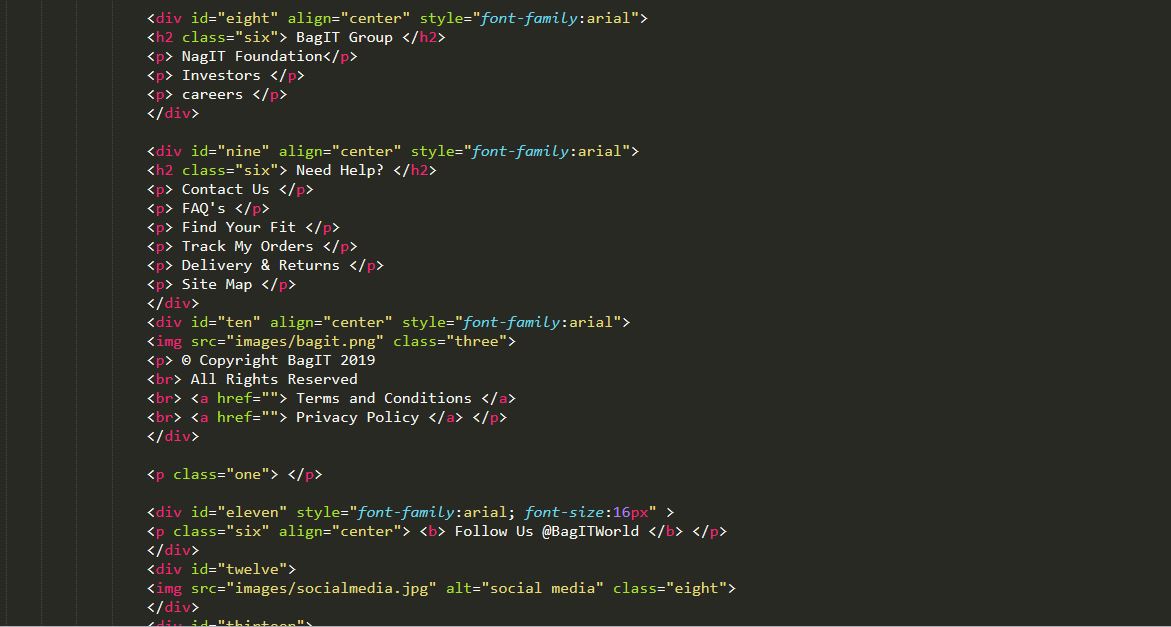 <div id="eight" align="center" style="font-family:arial">
<h2 class="six"> BagIT Group </h2>
<p> NagIT Foundation</p>
<p> Investors </p>
<p> careers </p>
</div>
<div id="nine" align="center" style="font-family:arial">
<h2 class="six"> Need Help? </h2>
<p> Contact Us </p>
<p> FAQ's </p>
<p> Find Your Fit </p>
<p> Track My Orders </p>
<p> Delivery & Returns </p>
<p> Site Map </p>
</div>
<div id="ten" align="center" style="font-family:arial">
<img src="images/bagit.png" class="three">
<p> © Copyright BagIT 2019
<br> All Rights Reserved
<br> <a href=""> Terms and Conditions </a>
<br> <a href=""> Privacy Policy </a> </p>
</div>
<p class="one"> </p>
<div id="eleven" style="font-family:arial; font-size:16px" >
<p class="six" align="center"> <b> Follow Us @BagITWorld </b> </p>
</div>
<div id="twelve">
<img src="images/socialmedia.jpg" alt="social media" class="eight">
</div>
<div id="thirteen">